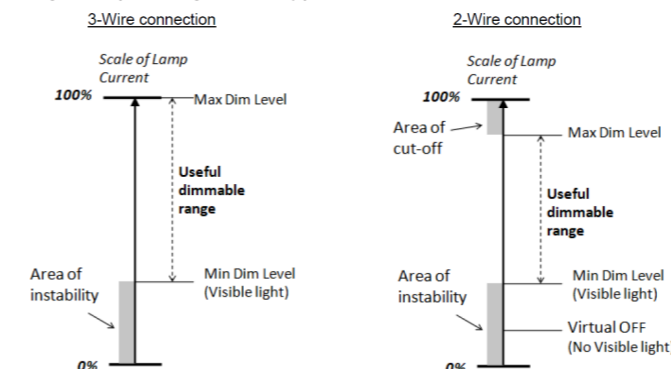 3-Wire connection
Scale of Lamp
Current
100%
Max Dim Level
Useful
dimmable
range
Area of
instability
Min Dim Level
(Visible light)
0%
2-Wire connection
Scale of Lamp
Current
100%
Area of
cut-off
Max Dim Level
Useful
dimmable
range
Area of
instability
Min Dim Level
(Visible light)
Virtual OFF
(No Visible light
0%